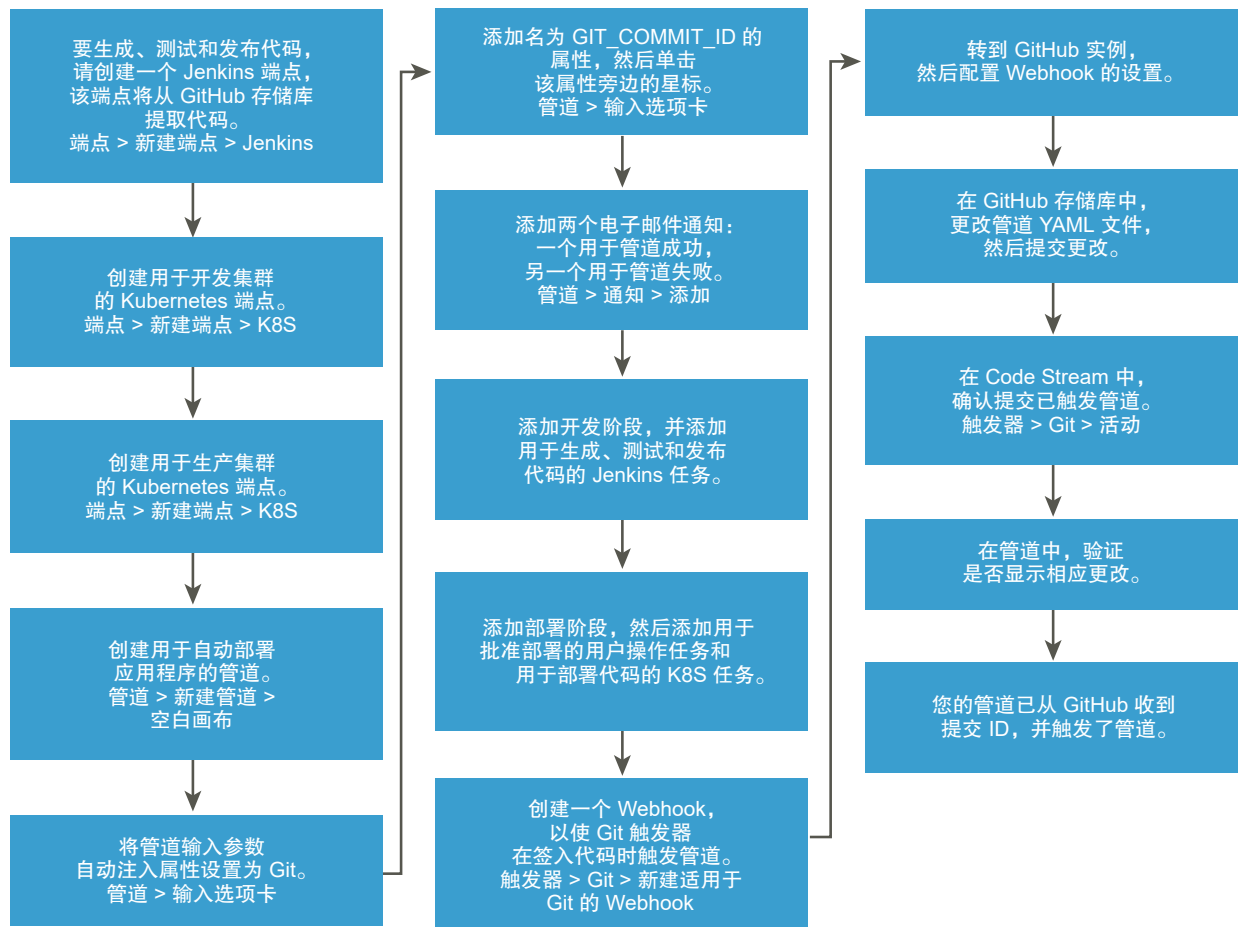 要生成、测试和发布代码，
请创建一个 Jenkins 端点，
该端点将从 GitHub 存储库
提取代码。
端点 > 新建端点 > Jenkins
创建用于开发集群
的 Kubernetes 端点。
端点 > 新建端点 > K8S
创建用于生产集群
的 Kubernetes 端点。
端点 > 新建端点 > K8S
创建用于自动部署
应用程序的管道。
管道 > 新建管道 >
空白画布
将管道输入参数
自动注入属性设置为 Git。
管道 > 输入选项卡
添加名为 GIT_COMMIT_ID 的
属性，然后单击
该属性旁边的星标。
管道 > 输入选项卡
添加两个电子邮件通知：
一个用于管道成功，
另一个用于管道失败。
管道 > 通知 > 添加
添加开发阶段，并添加
用于生成、测试和发布
代码的 Jenkins 任务。
添加部署阶段，然后添加用于
批准部署的用户操作任务和
用于部署代码的 K8S 任务。
创建一个 Webhook，
以使 Git 触发器
在签入代码时触发管道。
触发器 > Git > 新建适用于
Git 的 Webhook
转到 GitHub 实例，
然后配置 Webhook 的设置。
在 GitHub 存储库中，
更改管道 YAML 文件，
然后提交更改。
在 Code Stream 中，
确认提交已触发管道。
触发器 > Git > 活动
在管道中，验证
是否显示相应更改。
您的管道已从 GitHub 收到
提交 ID，并触发了管道。